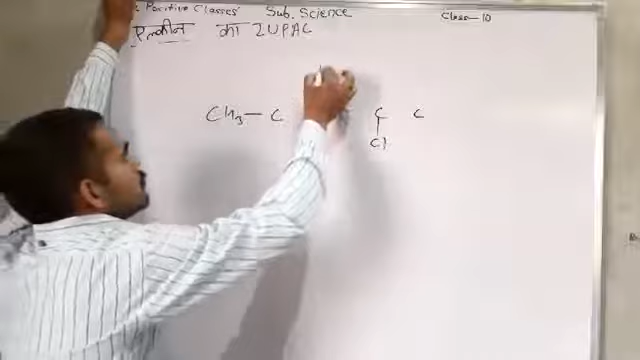 Positive Classes Sub. Science Class-10
एल्कीन का IUPAC
CH₃— C C C
Cl